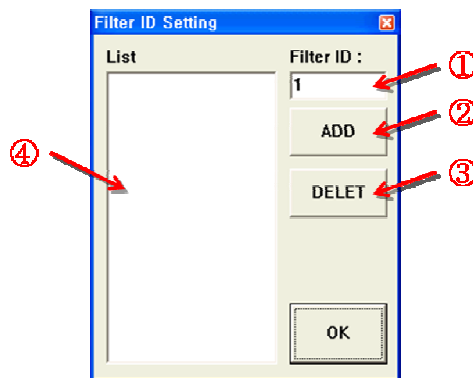 Filter ID Setting
List
Filter ID :
①
1
②
ADD
③
④
DELET
OK